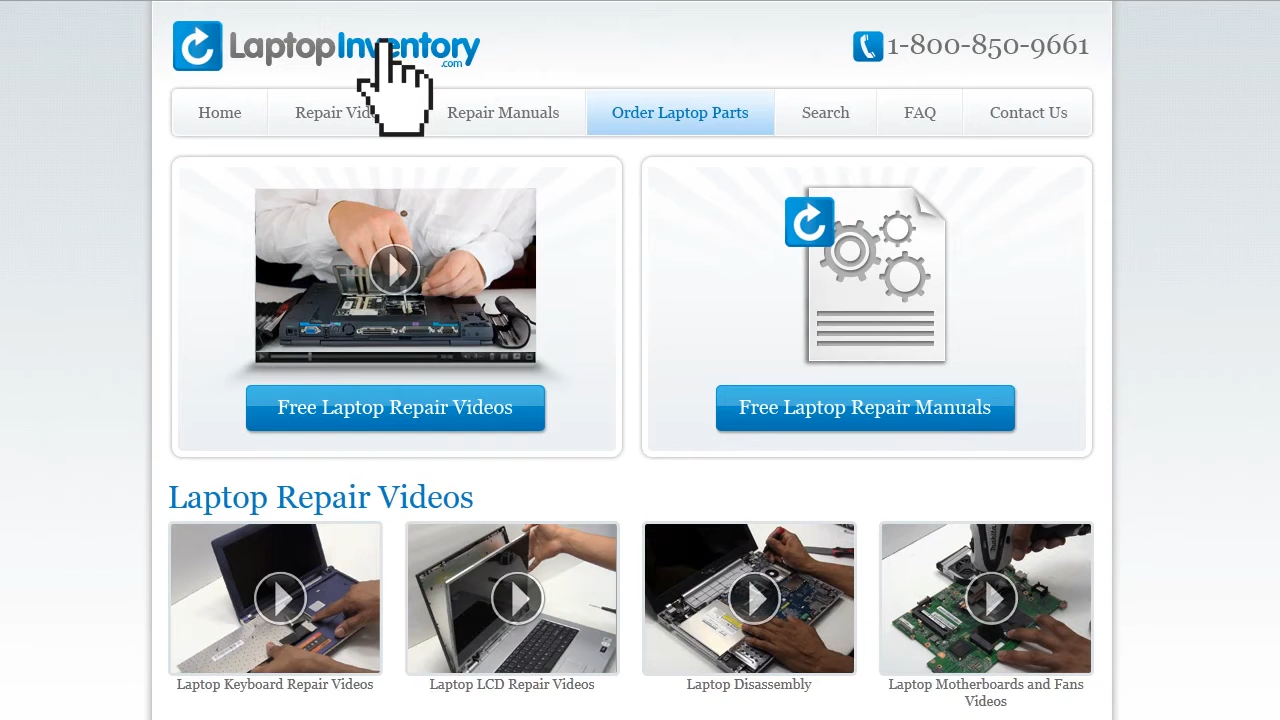 LaptopInventory
.com
1-800-850-9661
Home
Repair Manuals
Order Laptop Parts
Search
FAQ
Contact Us
Free Laptop Repair Videos
Free Laptop Repair Manuals
Laptop Repair Videos
Laptop Keyboard Repair Videos
Laptop LCD Repair Videos
Laptop Disassembly
Laptop Motherboards and Fans
Videos